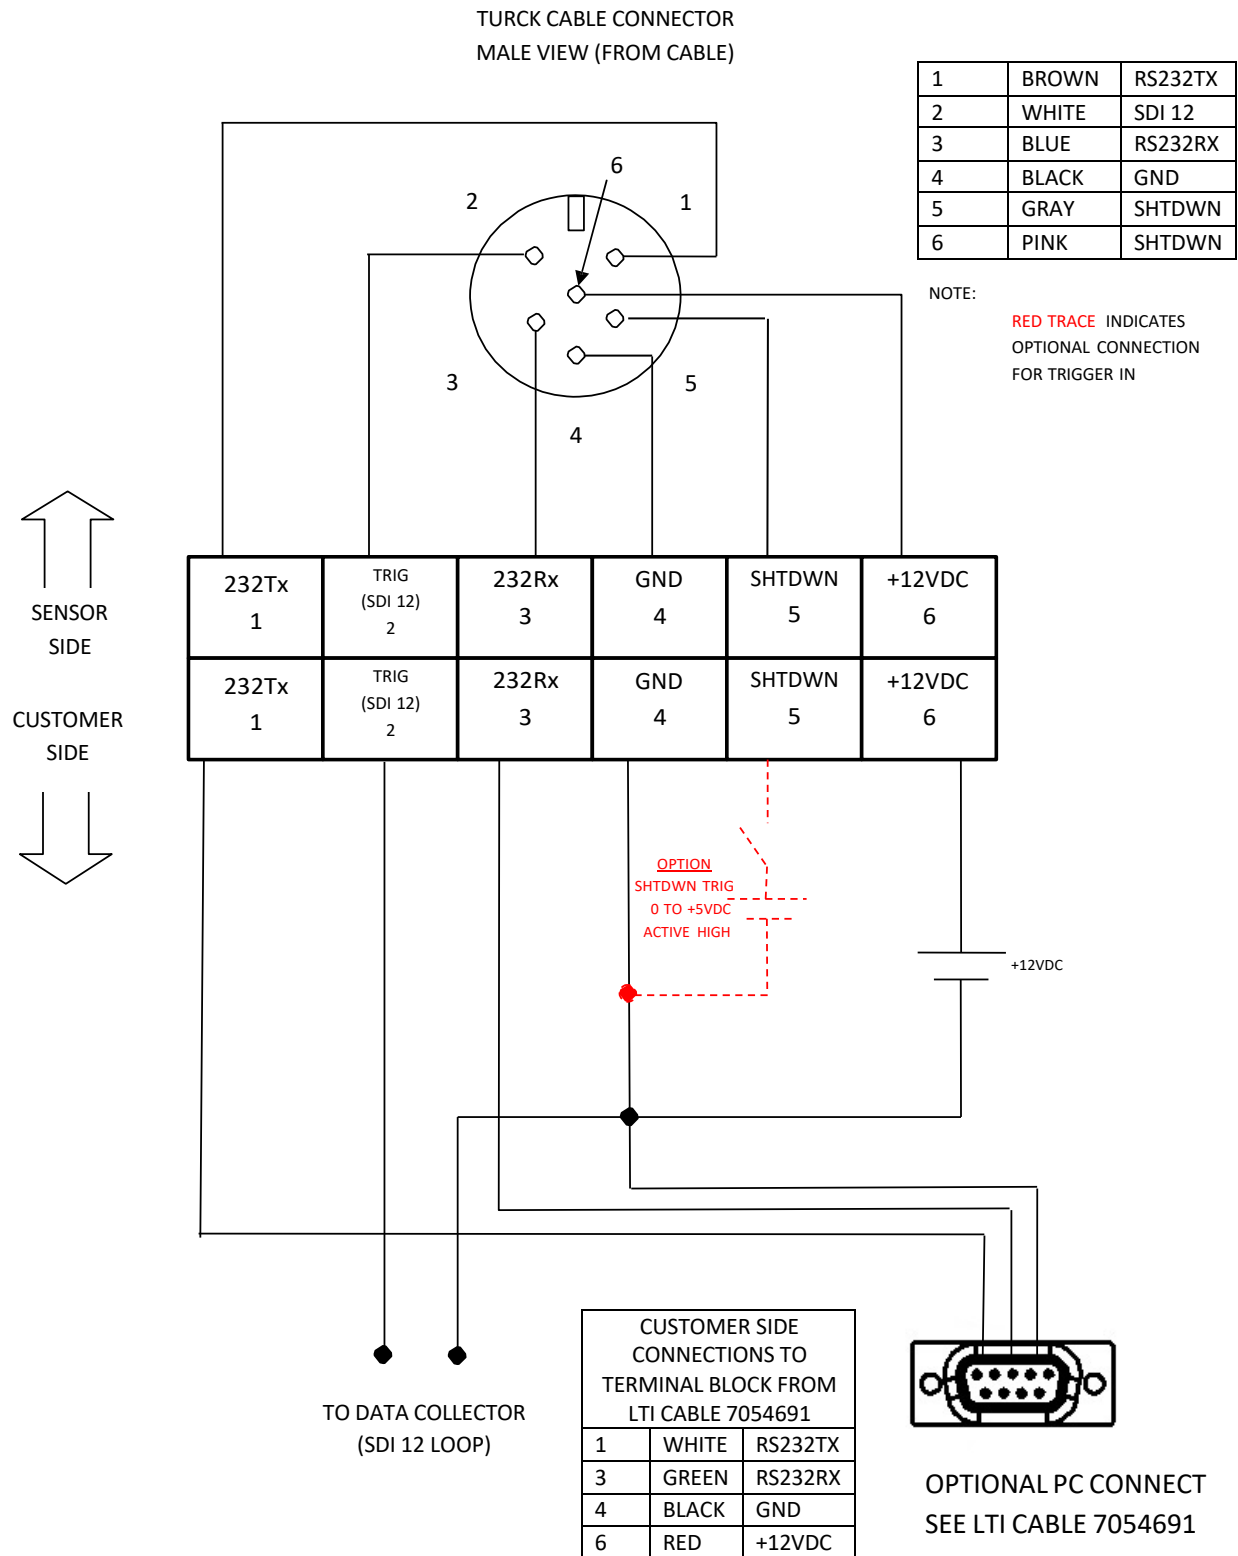 TURCK CABLE CONNECTOR
MALE VIEW (FROM CABLE)
1 BROWN RS232TX
2 WHITE SDI 12
3 BLUE RS232RX
4 BLACK GND
5 GRAY SHTDWN
6 PINK SHTDWN
NOTE:
RED TRACE INDICATES
OPTIONAL CONNECTION
FOR TRIGGER IN
6
2
1
3
5
4
SENSOR
SIDE
CUSTOMER
SIDE
232Tx
1
TRIG
(SDI 12)
2
232Rx
3
GND
4
SHTDWN
5
+12VDC
6
232Tx
1
TRIG
(SDI 12)
2
232Rx
3
GND
4
SHTDWN
5
+12VDC
6
OPTION
SHTDWN TRIG
0 TO +5VDC
ACTIVE HIGH
+12VDC
TO DATA COLLECTOR
(SDI 12 LOOP)
CUSTOMER SIDE
CONNECTIONS TO
TERMINAL BLOCK FROM
LTI CABLE 7054691
1 WHITE RS232TX
3 GREEN RS232RX
4 BLACK GND
6 RED +12VDC
OPTIONAL PC CONNECT
SEE LTI CABLE 7054691